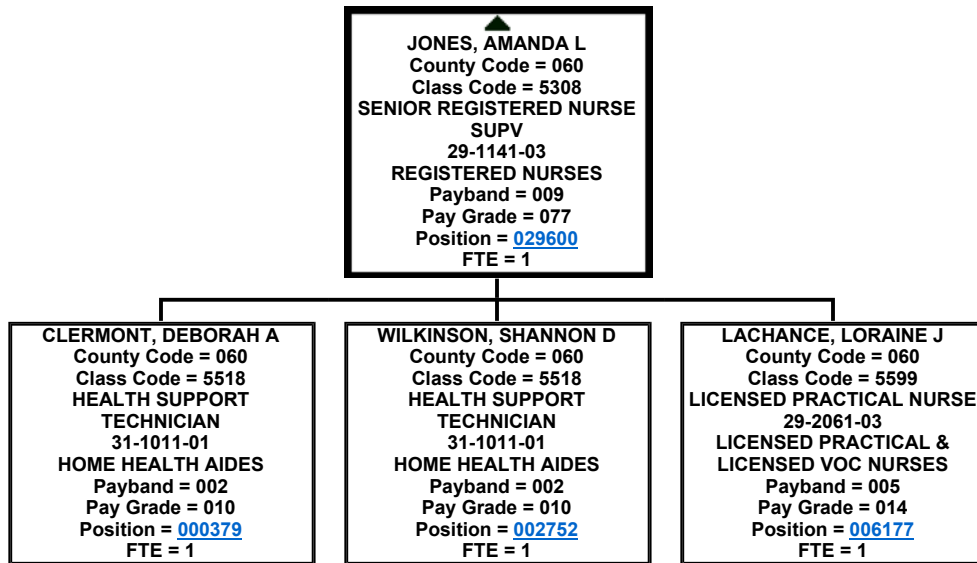 JONES, AMANDA L
County Code = 060
Class Code = 5308
SENIOR REGISTERED NURSE
SUPV
29-1141-03
REGISTERED NURSES
Payband = 009
Pay Grade = 077
Position = 029600
FTE = 1
CLERMONT, DEBORAH A
County Code = 060
Class Code = 5518
HEALTH SUPPORT
TECHNICIAN
31-1011-01
HOME HEALTH AIDES
Payband = 002
Pay Grade = 010
Position = 000379
FTE = 1
WILKINSON, SHANNON D
County Code = 060
Class Code = 5518
HEALTH SUPPORT
TECHNICIAN
31-1011-01
HOME HEALTH AIDES
Payband = 002
Pay Grade = 010
Position = 002752
FTE = 1
LACHANCE, LORAINE J
County Code = 060
Class Code = 5599
LICENSED PRACTICAL NURSE
29-2061-03
LICENSED PRACTICAL &
LICENSED VOC NURSES
Payband = 005
Pay Grade = 014
Position = 006177
FTE = 1